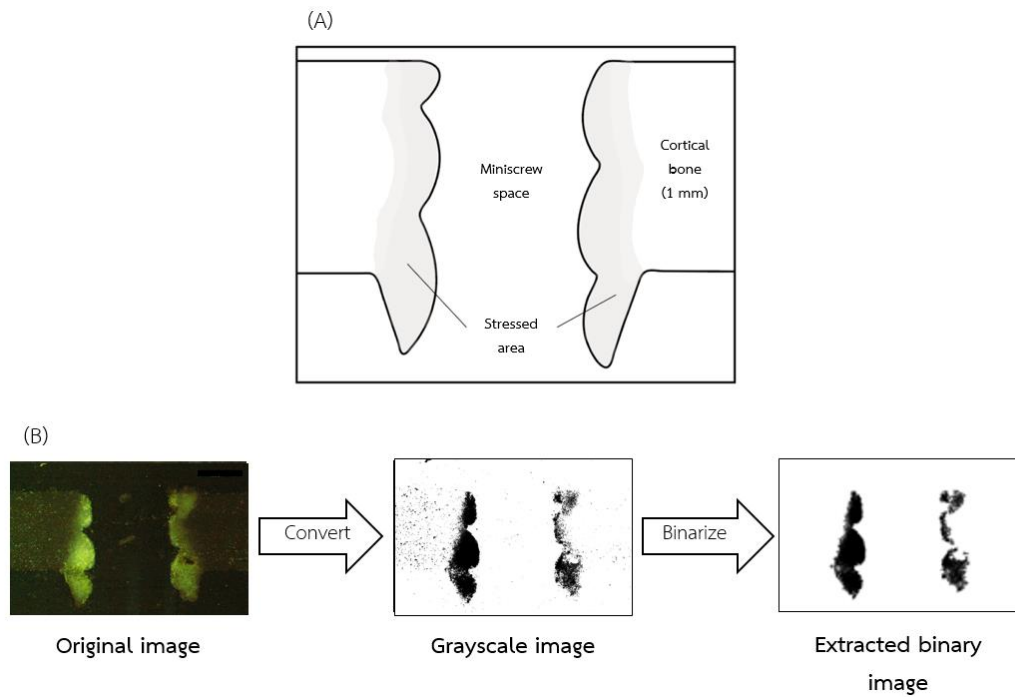 (A)
Miniscrew
space
Cortical
bone
(1 mm)
Stressed
area
(B)
Convert
Binarize
Original image
Grayscale image
Extracted binary
image